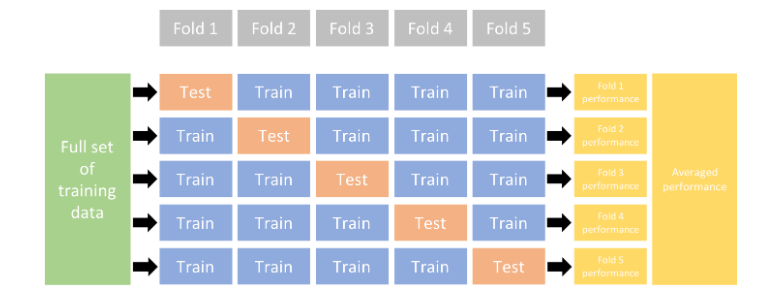 Fold 1 Fold 2 Fold 3 Fold 4 Fold 5
Test Train Train Train Train
Fold 1
performance
Train Test Train Train Train
Fold 2
performance
Full set
of
training
data
Train Train Test Train Train
Fold 3
performance
Averaged
performance
Train Train Train Test Train
Fold 4
performance
Train Train Train Train Test
Fold 5
performance